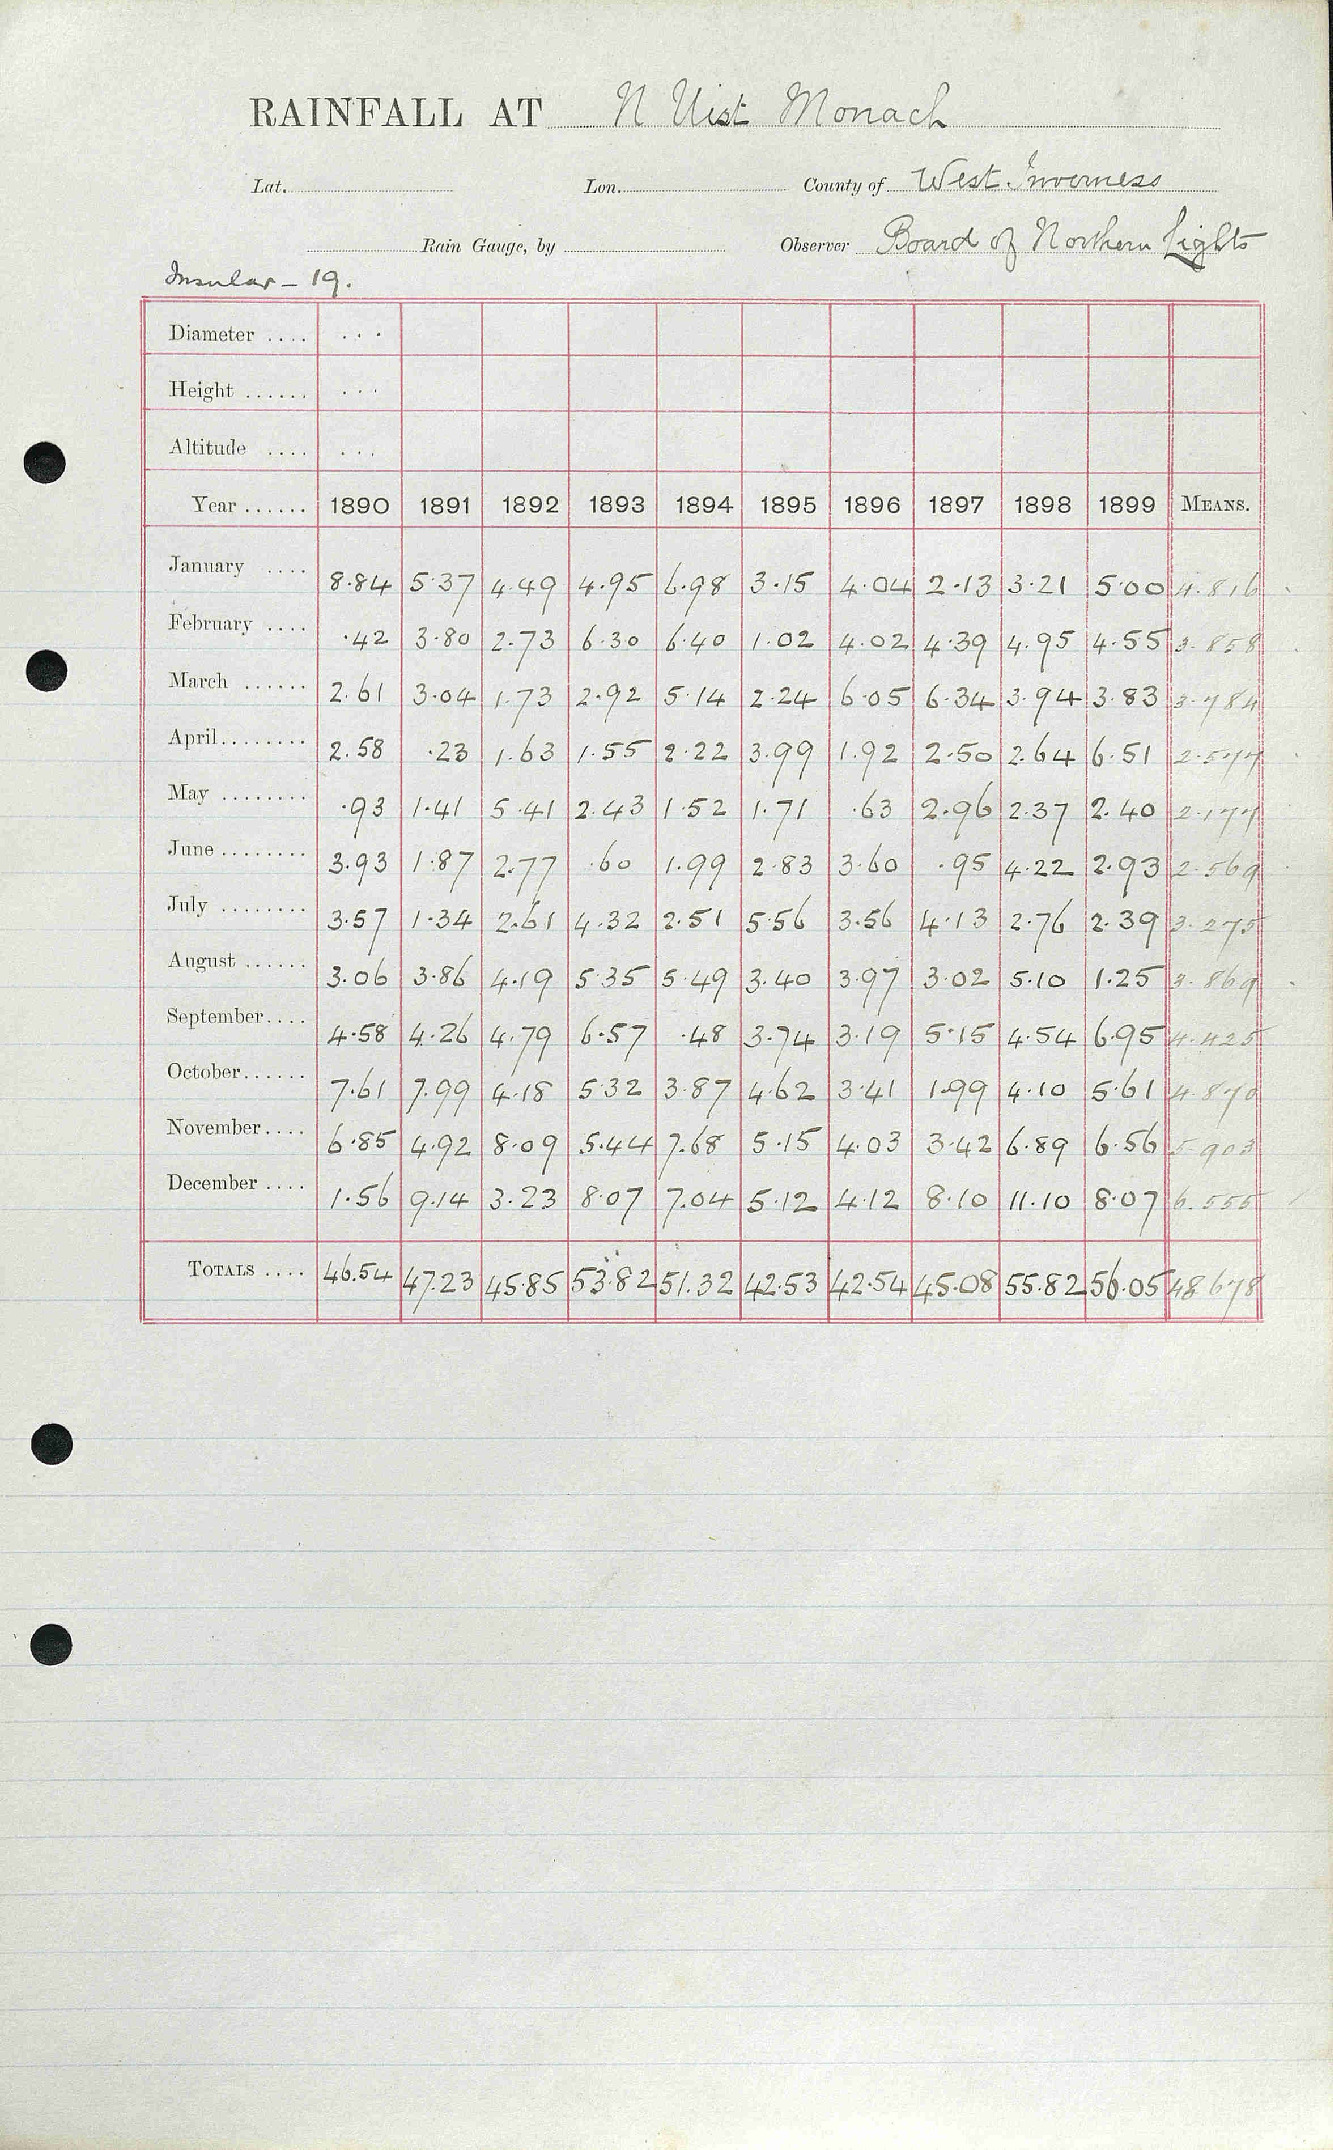 RAINFALL AT N Uist Monach
Lat. Lon. County of West Inverness
Rain Gauge, by Observer Board of Northern Lights
Insular - 19.
Diameter .... ...
Height ...... ...
Altitude .... ...
Year ...... 1890 1891 1892 1893 1894 1895 1896 1897 1898 1899 MEANS.
January .... 8.84 5.37 4.49 4.95 6.98 3.15 4.04 2.13 3.21 5.00 4.816
February .... .42 3.80 2.73 6.30 6.40 1.02 4.02 4.39 4.95 4.55 3.858
March ...... 2.61 3.04 1.73 2.92 5.14 2.24 6.05 6.34 3.94 3.83 3.784
April ........ 2.58 .23 1.63 1.55 2.22 3.99 1.92 2.50 2.64 6.51 2.577
May ........ .93 1.41 5.41 2.43 1.52 1.71 .63 2.96 2.37 2.40 2.177
June ........ 3.93 1.87 2.77 .60 1.99 2.83 3.60 .95 4.22 2.93 2.569
July ........ 3.57 1.34 2.61 4.32 2.51 5.56 3.56 4.13 2.76 2.39 3.275
August ...... 3.06 3.86 4.19 5.35 5.49 3.40 3.97 3.02 5.10 1.25 3.869
September.... 4.58 4.26 4.79 6.57 .48 3.74 3.19 5.15 4.54 6.95 4.425
October...... 7.61 7.99 4.18 5.32 3.87 4.62 3.41 1.99 4.10 5.61 4.870
November.... 6.85 4.92 8.09 5.44 7.68 5.15 4.03 3.42 6.89 6.56 5.903
December .... 1.56 9.14 3.23 8.07 7.04 5.12 4.12 8.10 11.10 8.07 6.555
TOTALS .... 46.54 47.23 45.85 53.82 51.32 42.53 42.54 45.08 55.82 56.05 48.678